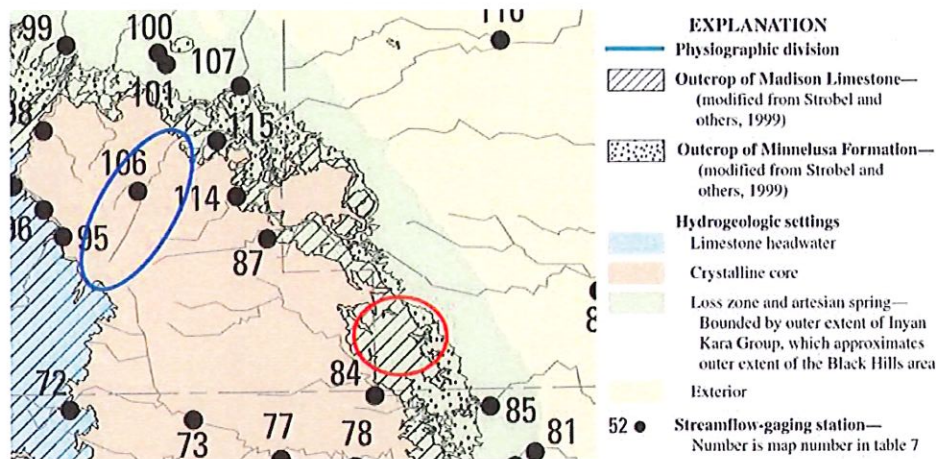 99
100
110
107
101
115
106
114
95
87
84
72
85
73
77
78
81
EXPLANATION
Physiographic division
Outcrop of Madison Limestone—
(modified from Strobel and
others, 1999)
Outcrop of Minnelusa Formation—
(modified from Strobel and
others, 1999)
Hydrogeologic settings
Limestone headwater
Crystalline core
Loss zone and artesian spring—
Bounded by outer extent of Inyan
Kara Group, which approximates
outer extent of the Black Hills area
Exterior
52 Streamflow-gaging station—
Number is map number in table 7